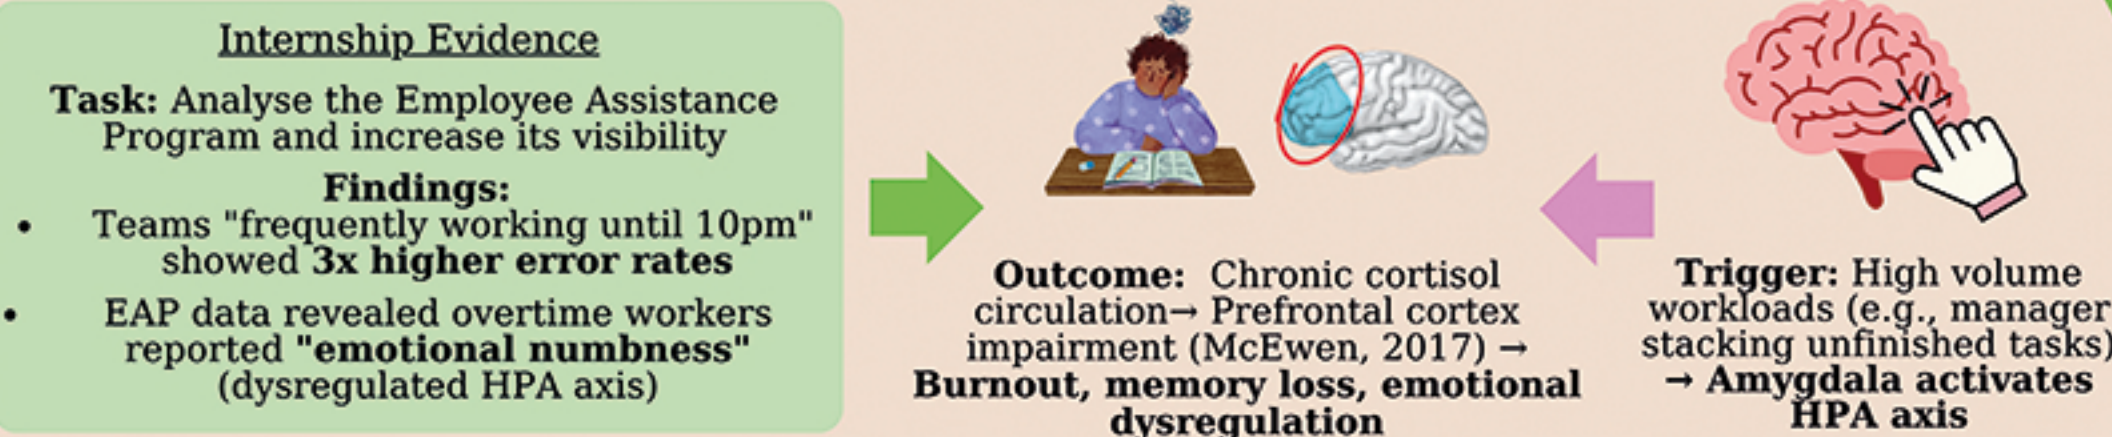 Internship Evidence
Task: Analyse the Employee Assistance
Program and increase its visibility
Findings:
• Teams "frequently working until 10pm"
showed 3x higher error rates
• EAP data revealed overtime workers
reported "emotional numbness"
(dysregulated HPA axis)
Outcome: Chronic cortisol
circulation→ Prefrontal cortex
impairment (McEwen, 2017) →
Burnout, memory loss, emotional
dysregulation
Trigger: High volume
workloads (e.g., manager
stacking unfinished tasks)
→ Amygdala activates
HPA axis